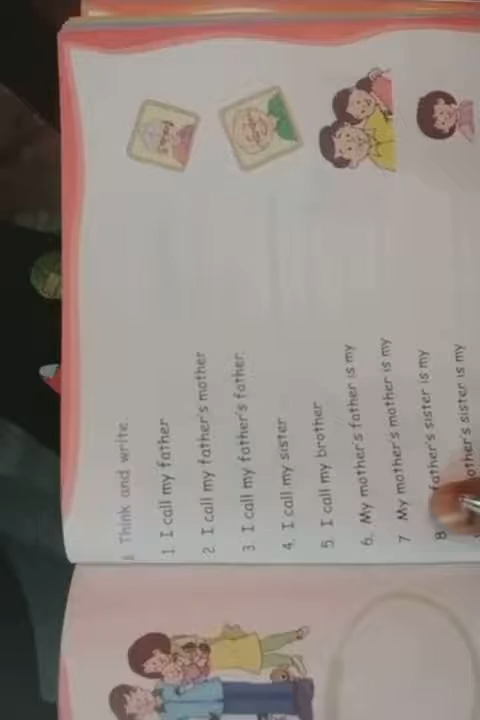 Think and write.
1. I call my father
2. I call my father's mother
3. I call my father's father
4. I call my sister
5. I call my brother
6. My mother's father is my
7 My mother's mother is my
8 father's sister is my
other's sister is my